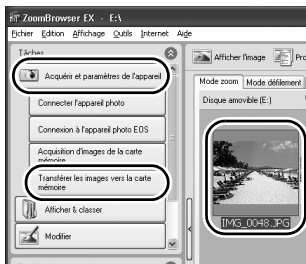 ZoomBrowser EX - E:\
Fichier Edition Affichage Outils Internet Aide
Tâches
Afficher l'image
Acquérir et paramètres de l'appareil
Mode zoom Mode défilement
Connecter l'appareil photo
Disque amovible (E:)
Connexion à l'appareil photo EOS
Acquisition d'images de la carte
mémoire
Transférer les images vers la carte
mémoire
Afficher & classer
IMG_0048.JPG
Modifier